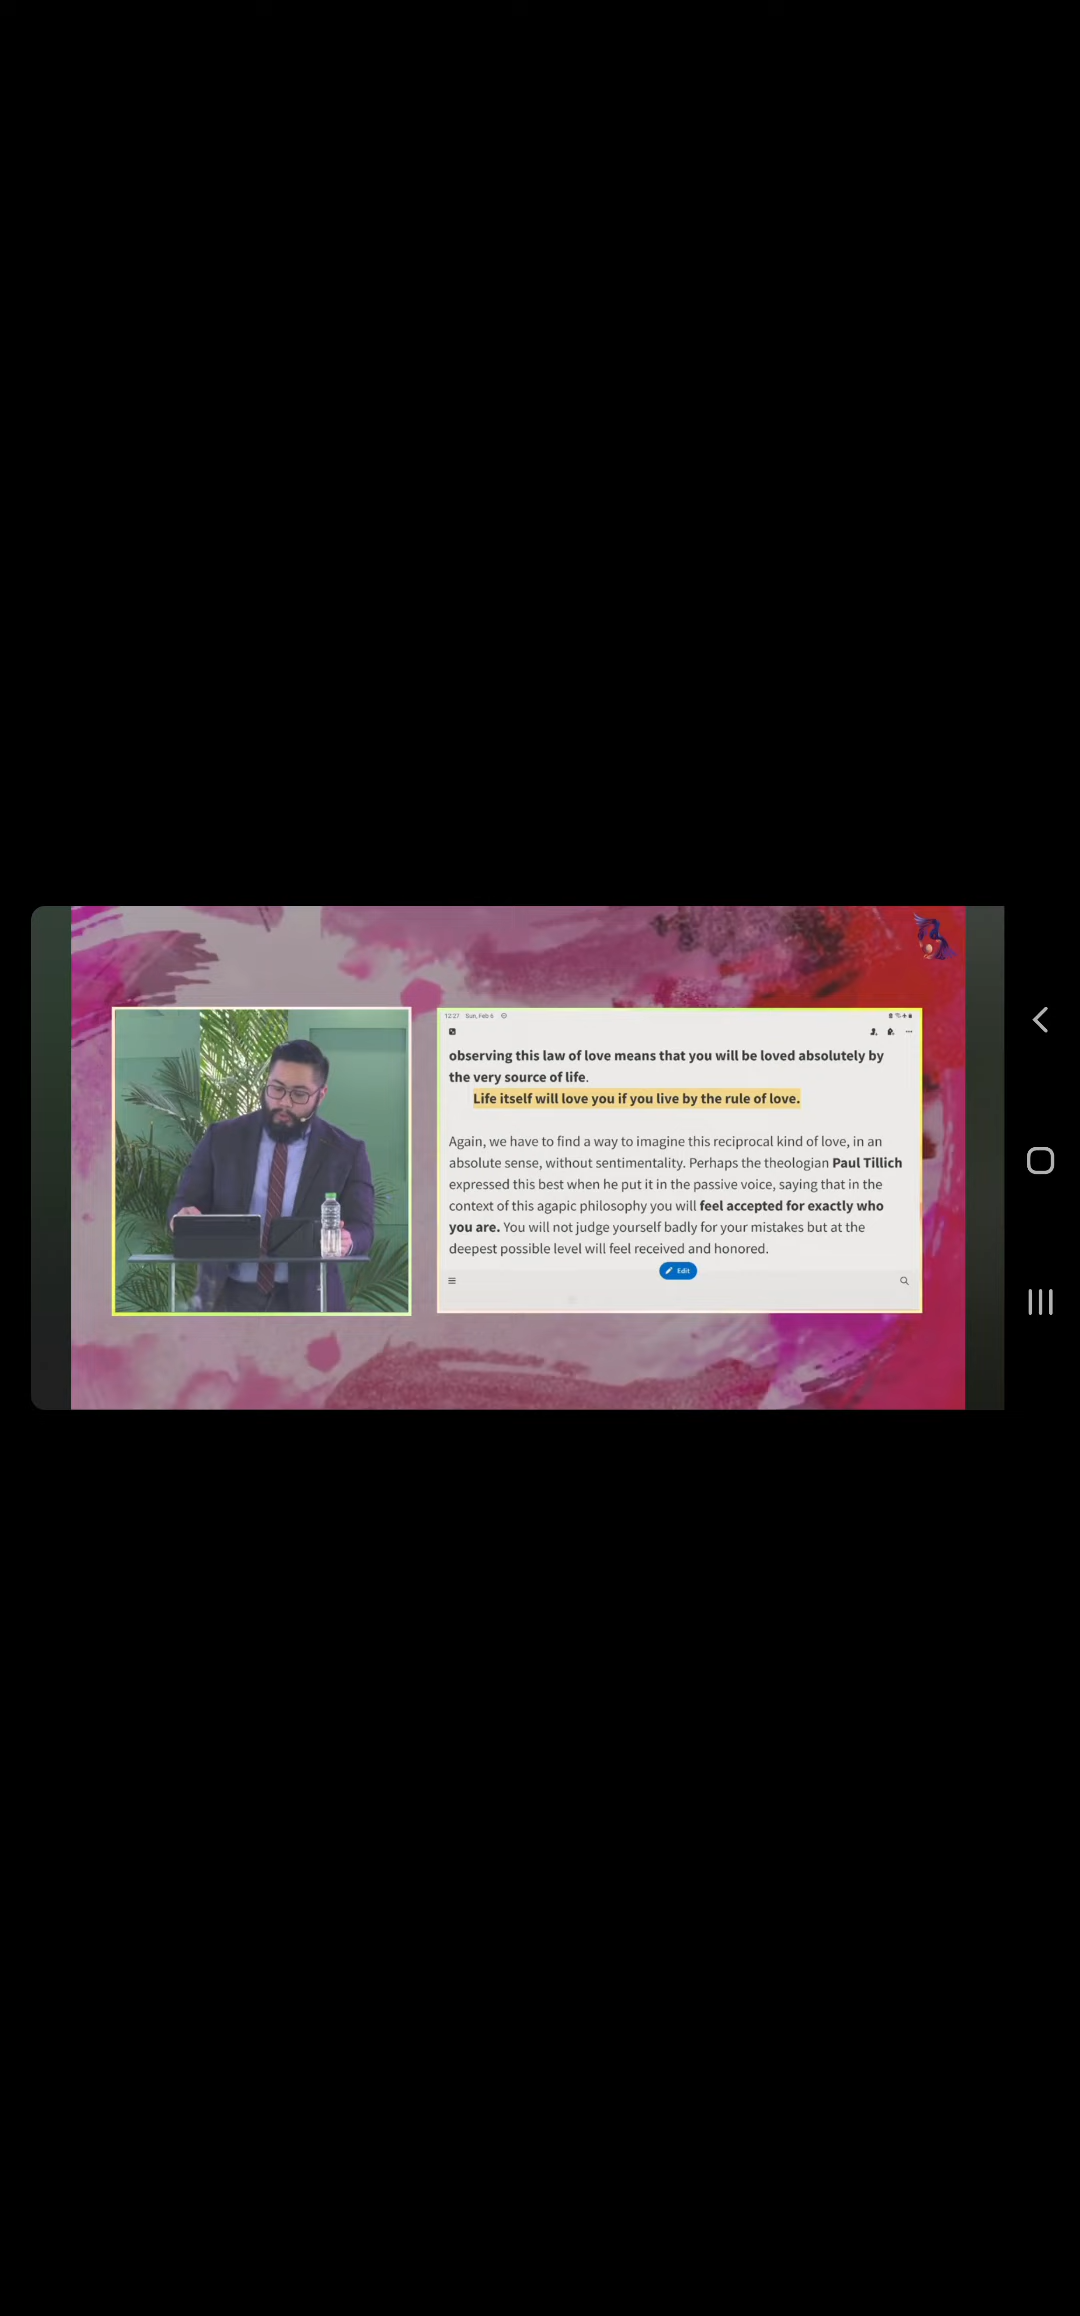 12:27 Sun, Feb 6
observing this law of love means that you will be loved absolutely by
the very source of life.
Life itself will love you if you live by the rule of love.
Again, we have to find a way to imagine this reciprocal kind of love, in an
absolute sense, without sentimentality. Perhaps the theologian Paul Tillich
expressed this best when he put it in the passive voice, saying that in the
context of this agapic philosophy you will feel accepted for exactly who
you are. You will not judge yourself badly for your mistakes but at the
deepest possible level will feel received and honored.
Edit